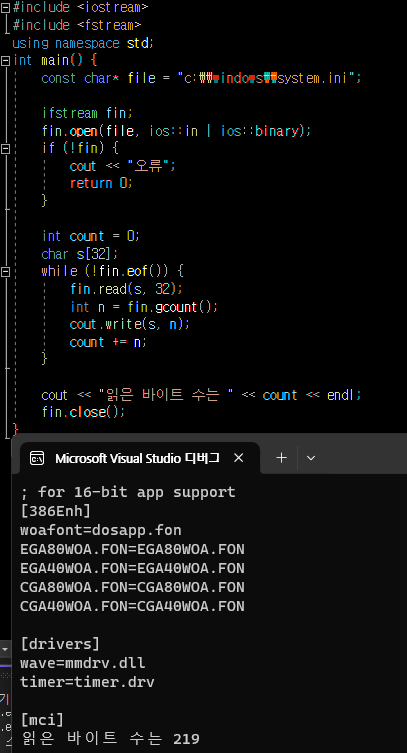 #include <iostream>
#include <fstream>
using namespace std;
int main() {
const char* file = "c:₩₩windows₩₩system.ini";
ifstream fin;
fin.open(file, ios::in | ios::binary);
if (!fin) {
cout << "오류";
return 0;
}
int count = 0;
char s[32];
while (!fin.eof()) {
fin.read(s, 32);
int n = fin.gcount();
cout.write(s, n);
count += n;
}
cout << "읽은 바이트 수는 " << count << endl;
fin.close();
}
Microsoft Visual Studio 디버그
; for 16-bit app support
[386Enh]
woafont=dosapp.fon
EGA80WOA.FON=EGA80WOA.FON
EGA40WOA.FON=EGA40WOA.FON
CGA80WOA.FON=CGA80WOA.FON
CGA40WOA.FON=CGA40WOA.FON
[drivers]
wave=mmdrv.dll
timer=timer.drv
[mci]
읽은 바이트 수는 219